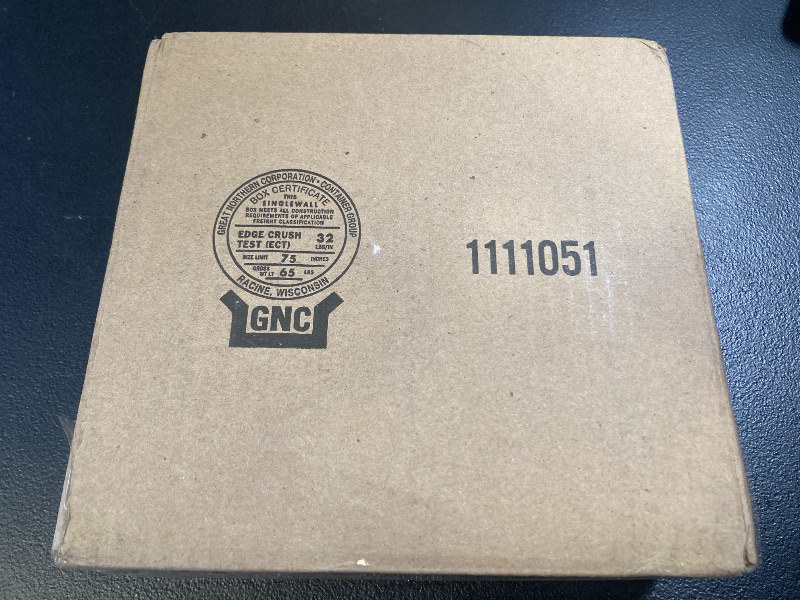 GREAT NORTHERN CORPORATION • CONTAINER GROUP
BOX CERTIFICATE
THIS
SINGLEWALL
BOX MEETS ALL CONSTRUCTION
REQUIREMENTS OF APPLICABLE
FREIGHT CLASSIFICATION
EDGE CRUSH
TEST (ECT) 32
LBS/IN
SIZE LIMIT 75 INCHES
GROSS
WT LT 65 LBS
RACINE, WISCONSIN
GNC
1111051